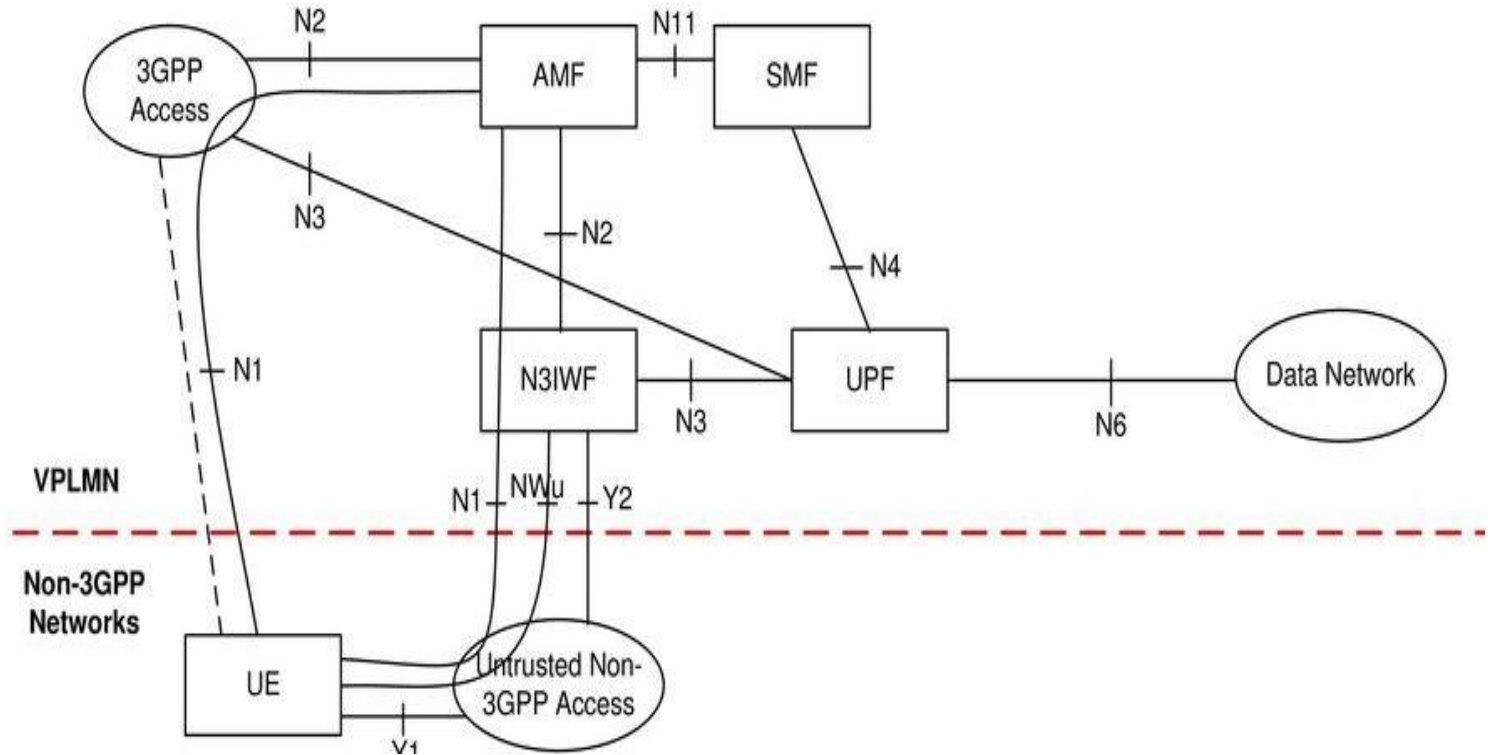 N2
N11
3GPP
Access
AMF
SMF
N3
N2
N4
N1
N3IWF
UPF
Data Network
N3
N6
VPLMN
N1
NWu
Y2
Non-3GPP
Networks
UE
Untrusted Non-
3GPP Access
Y1